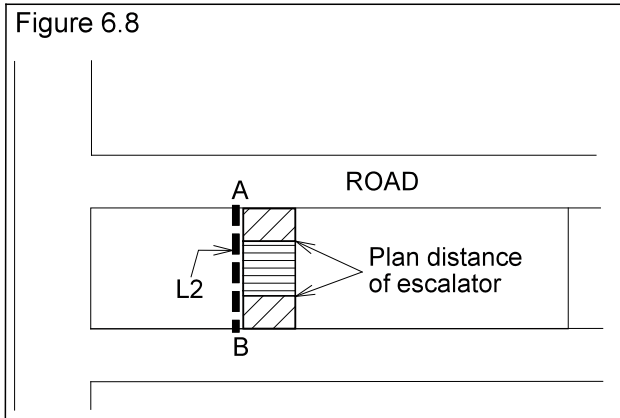 Figure 6.8
A
ROAD
Plan distance
of escalator
L2
B